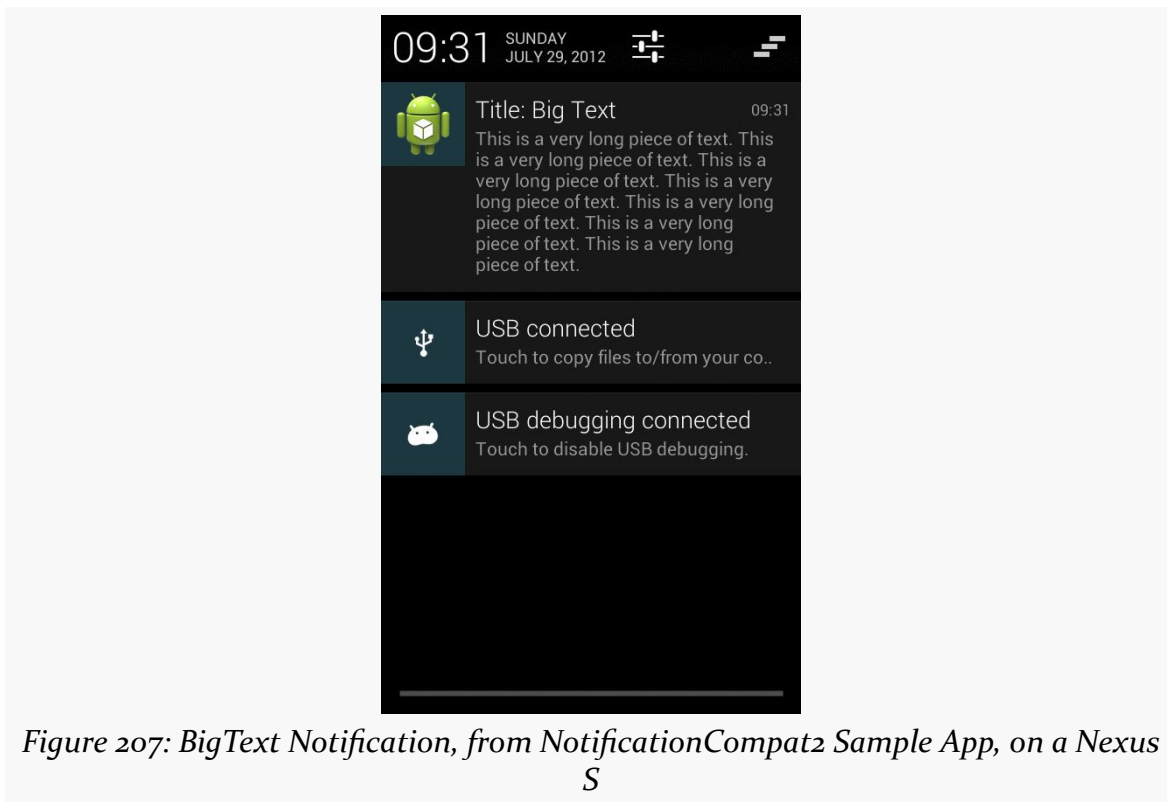 09:31
SUNDAY
JULY 29, 2012
Title: Big Text
09:31
This is a very long piece of text. This
is a very long piece of text. This is a
very long piece of text. This is a very
long piece of text. This is a very long
piece of text. This is a very long
piece of text. This is a very long
piece of text.
USB connected
Touch to copy files to/from your co..
USB debugging connected
Touch to disable USB debugging.
Figure 207: BigText Notification, from NotificationCompat2 Sample App, on a Nexus
S